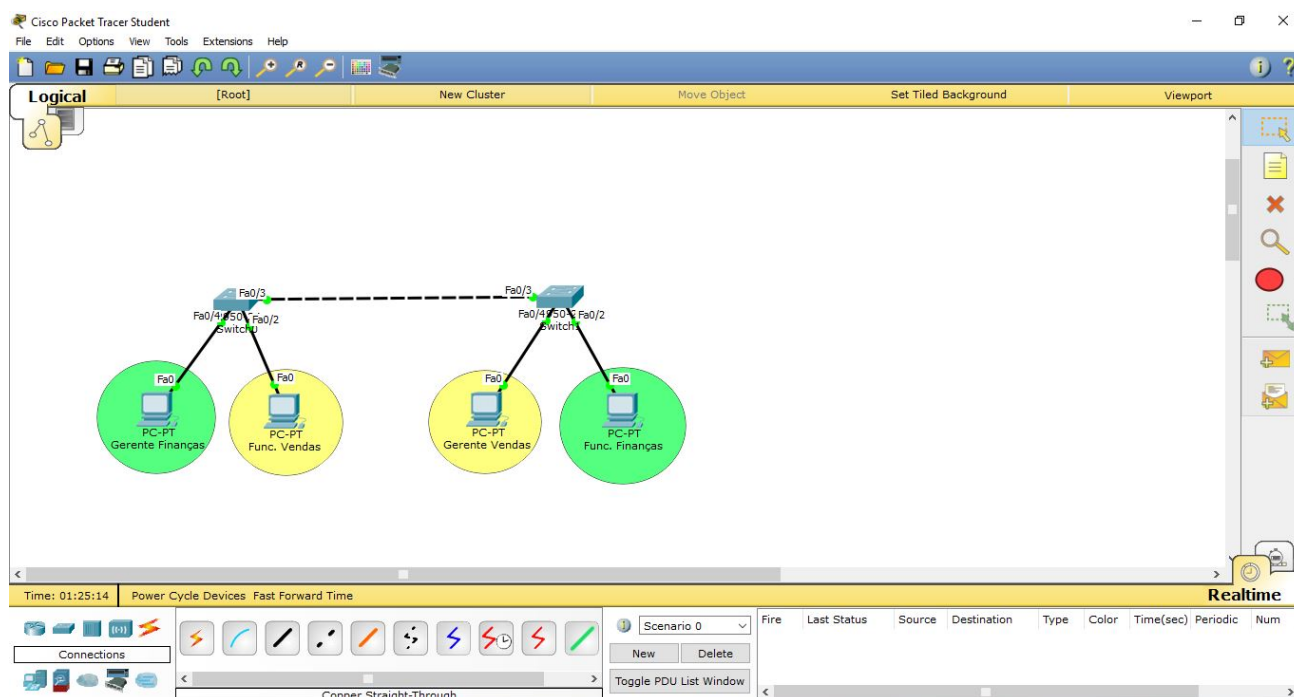 Cisco Packet Tracer Student
File Edit Options View Tools Extensions Help
Logical [Root] New Cluster Move Object Set Tiled Background Viewport
Fa0/3 Fa0/3
Fa0/2 Fa0/2
Fa0 Fa0 Fa0 Fa0
PC-PT PC-PT PC-PT PC-PT
Gerente Finanças Func. Vendas Gerente Vendas Func. Finanças
Time: 01:25:14 Power Cycle Devices Fast Forward Time Realtime
Scenario 0 Fire Last Status Source Destination Type Color Time(sec) Periodic Num
Connections New Delete
Toggle PDU List Window
Copper Straight-Through